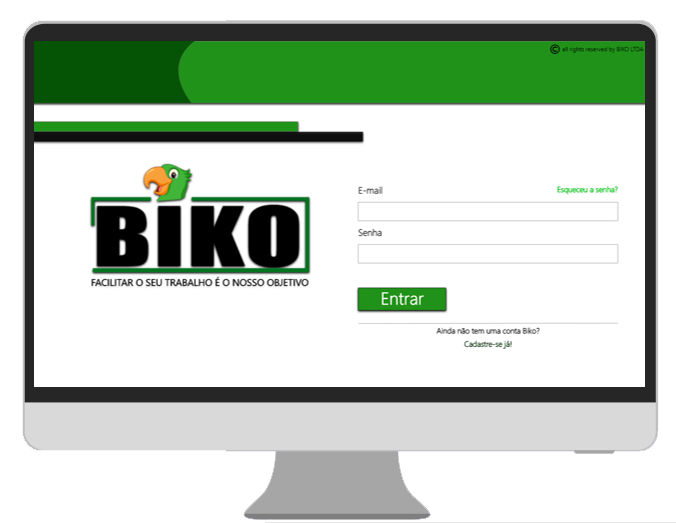 © all rights reserved by BIKO LTDA
BIKO
FACILITAR O SEU TRABALHO É O NOSSO OBJETIVO
E-mail
Esqueceu a senha?
Senha
Entrar
Ainda não tem uma conta Biko?
Cadastre-se já!